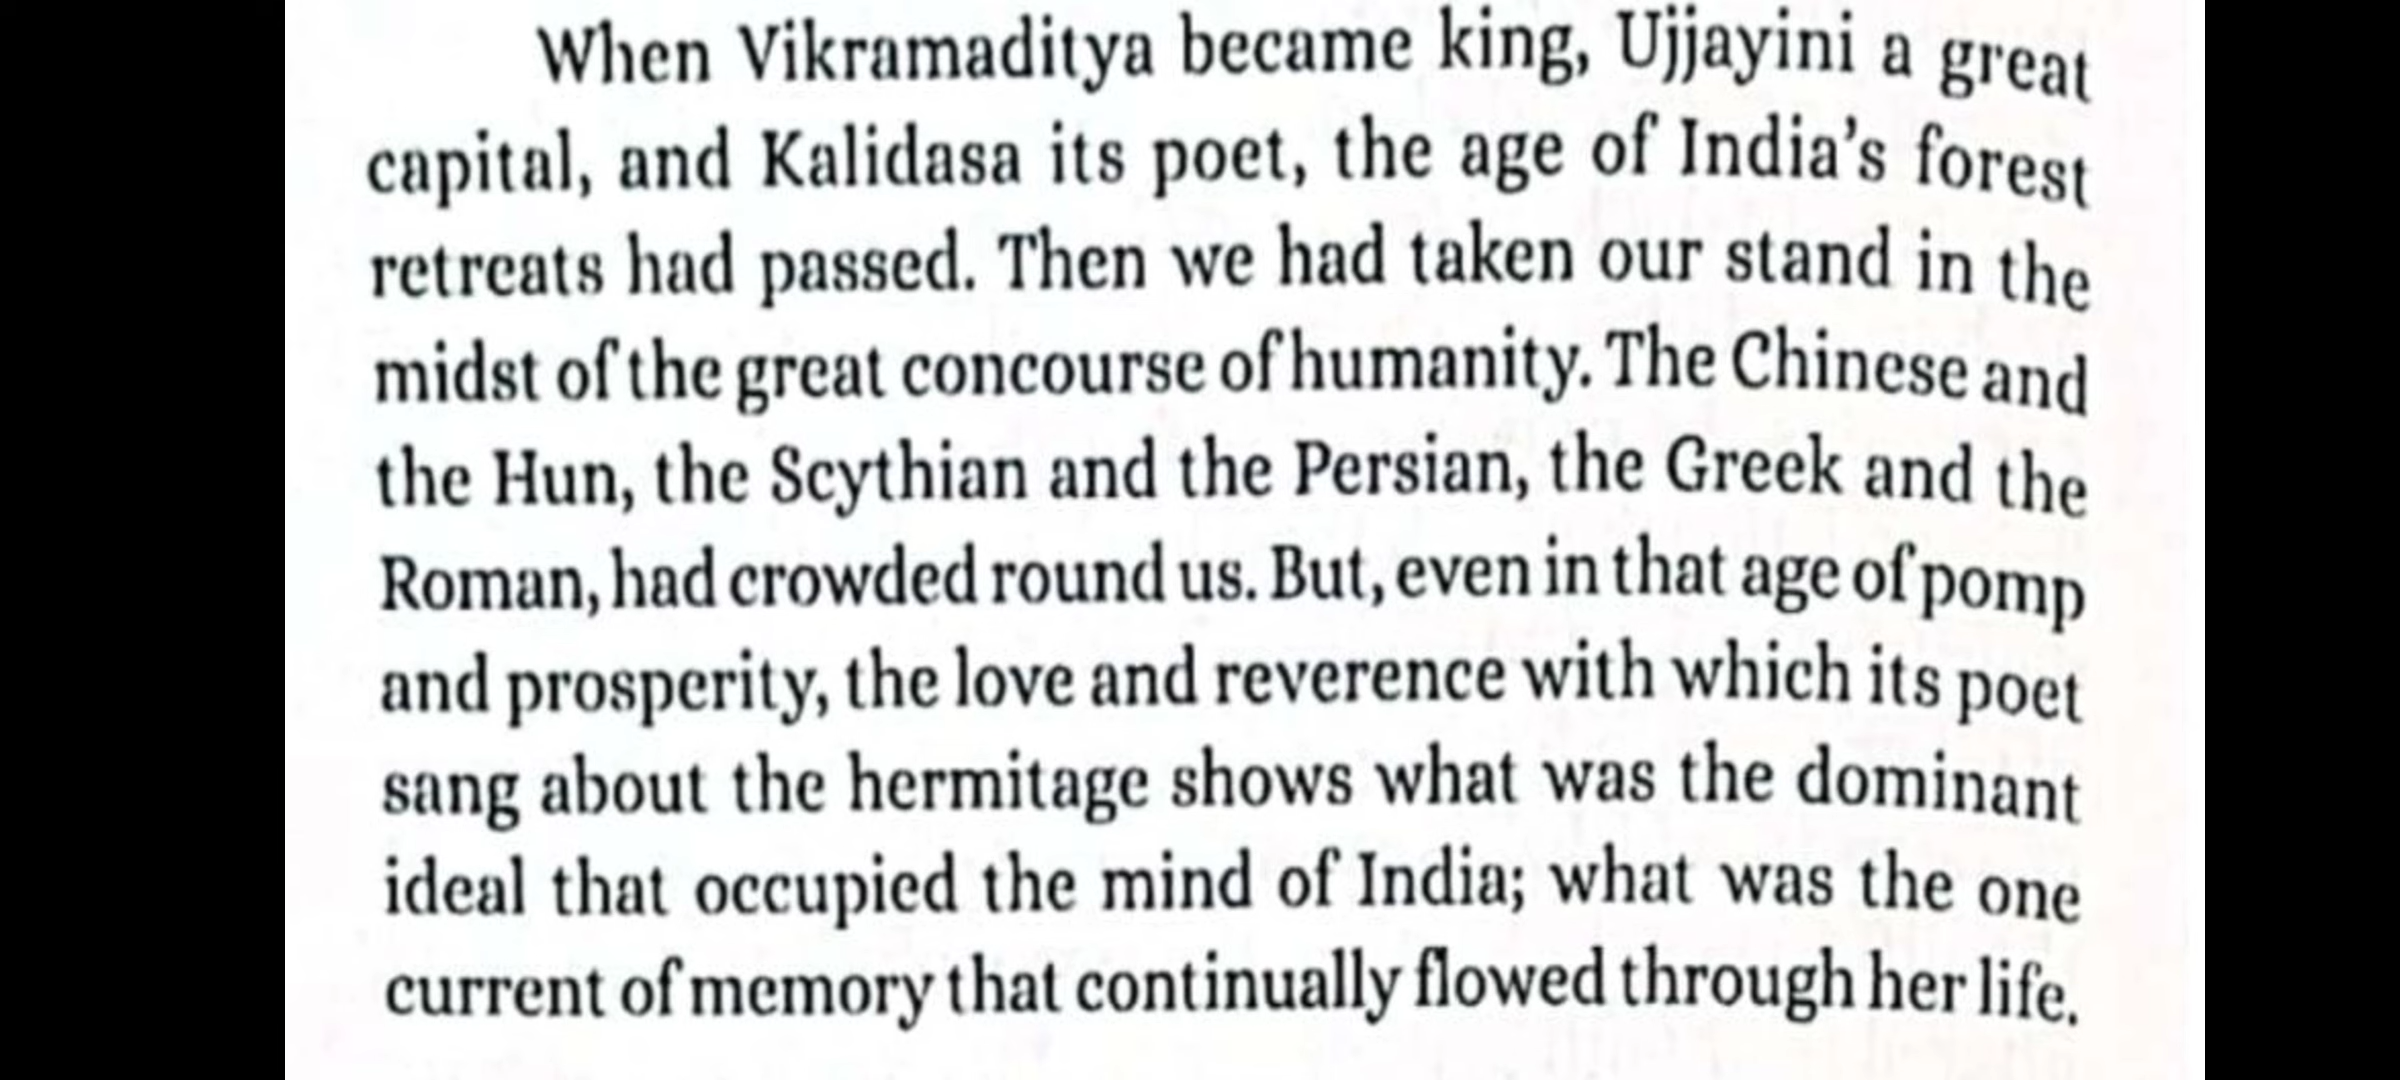 When Vikramaditya became king, Ujjayini a great
capital, and Kalidasa its poet, the age of India's forest
retreats had passed. Then we had taken our stand in the
midst of the great concourse of humanity. The Chinese and
the Hun, the Scythian and the Persian, the Greek and the
Roman, had crowded round us. But, even in that age of pomp
and prosperity, the love and reverence with which its poet
sang about the hermitage shows what was the dominant
ideal that occupied the mind of India; what was the one
current of memory that continually flowed through her life.